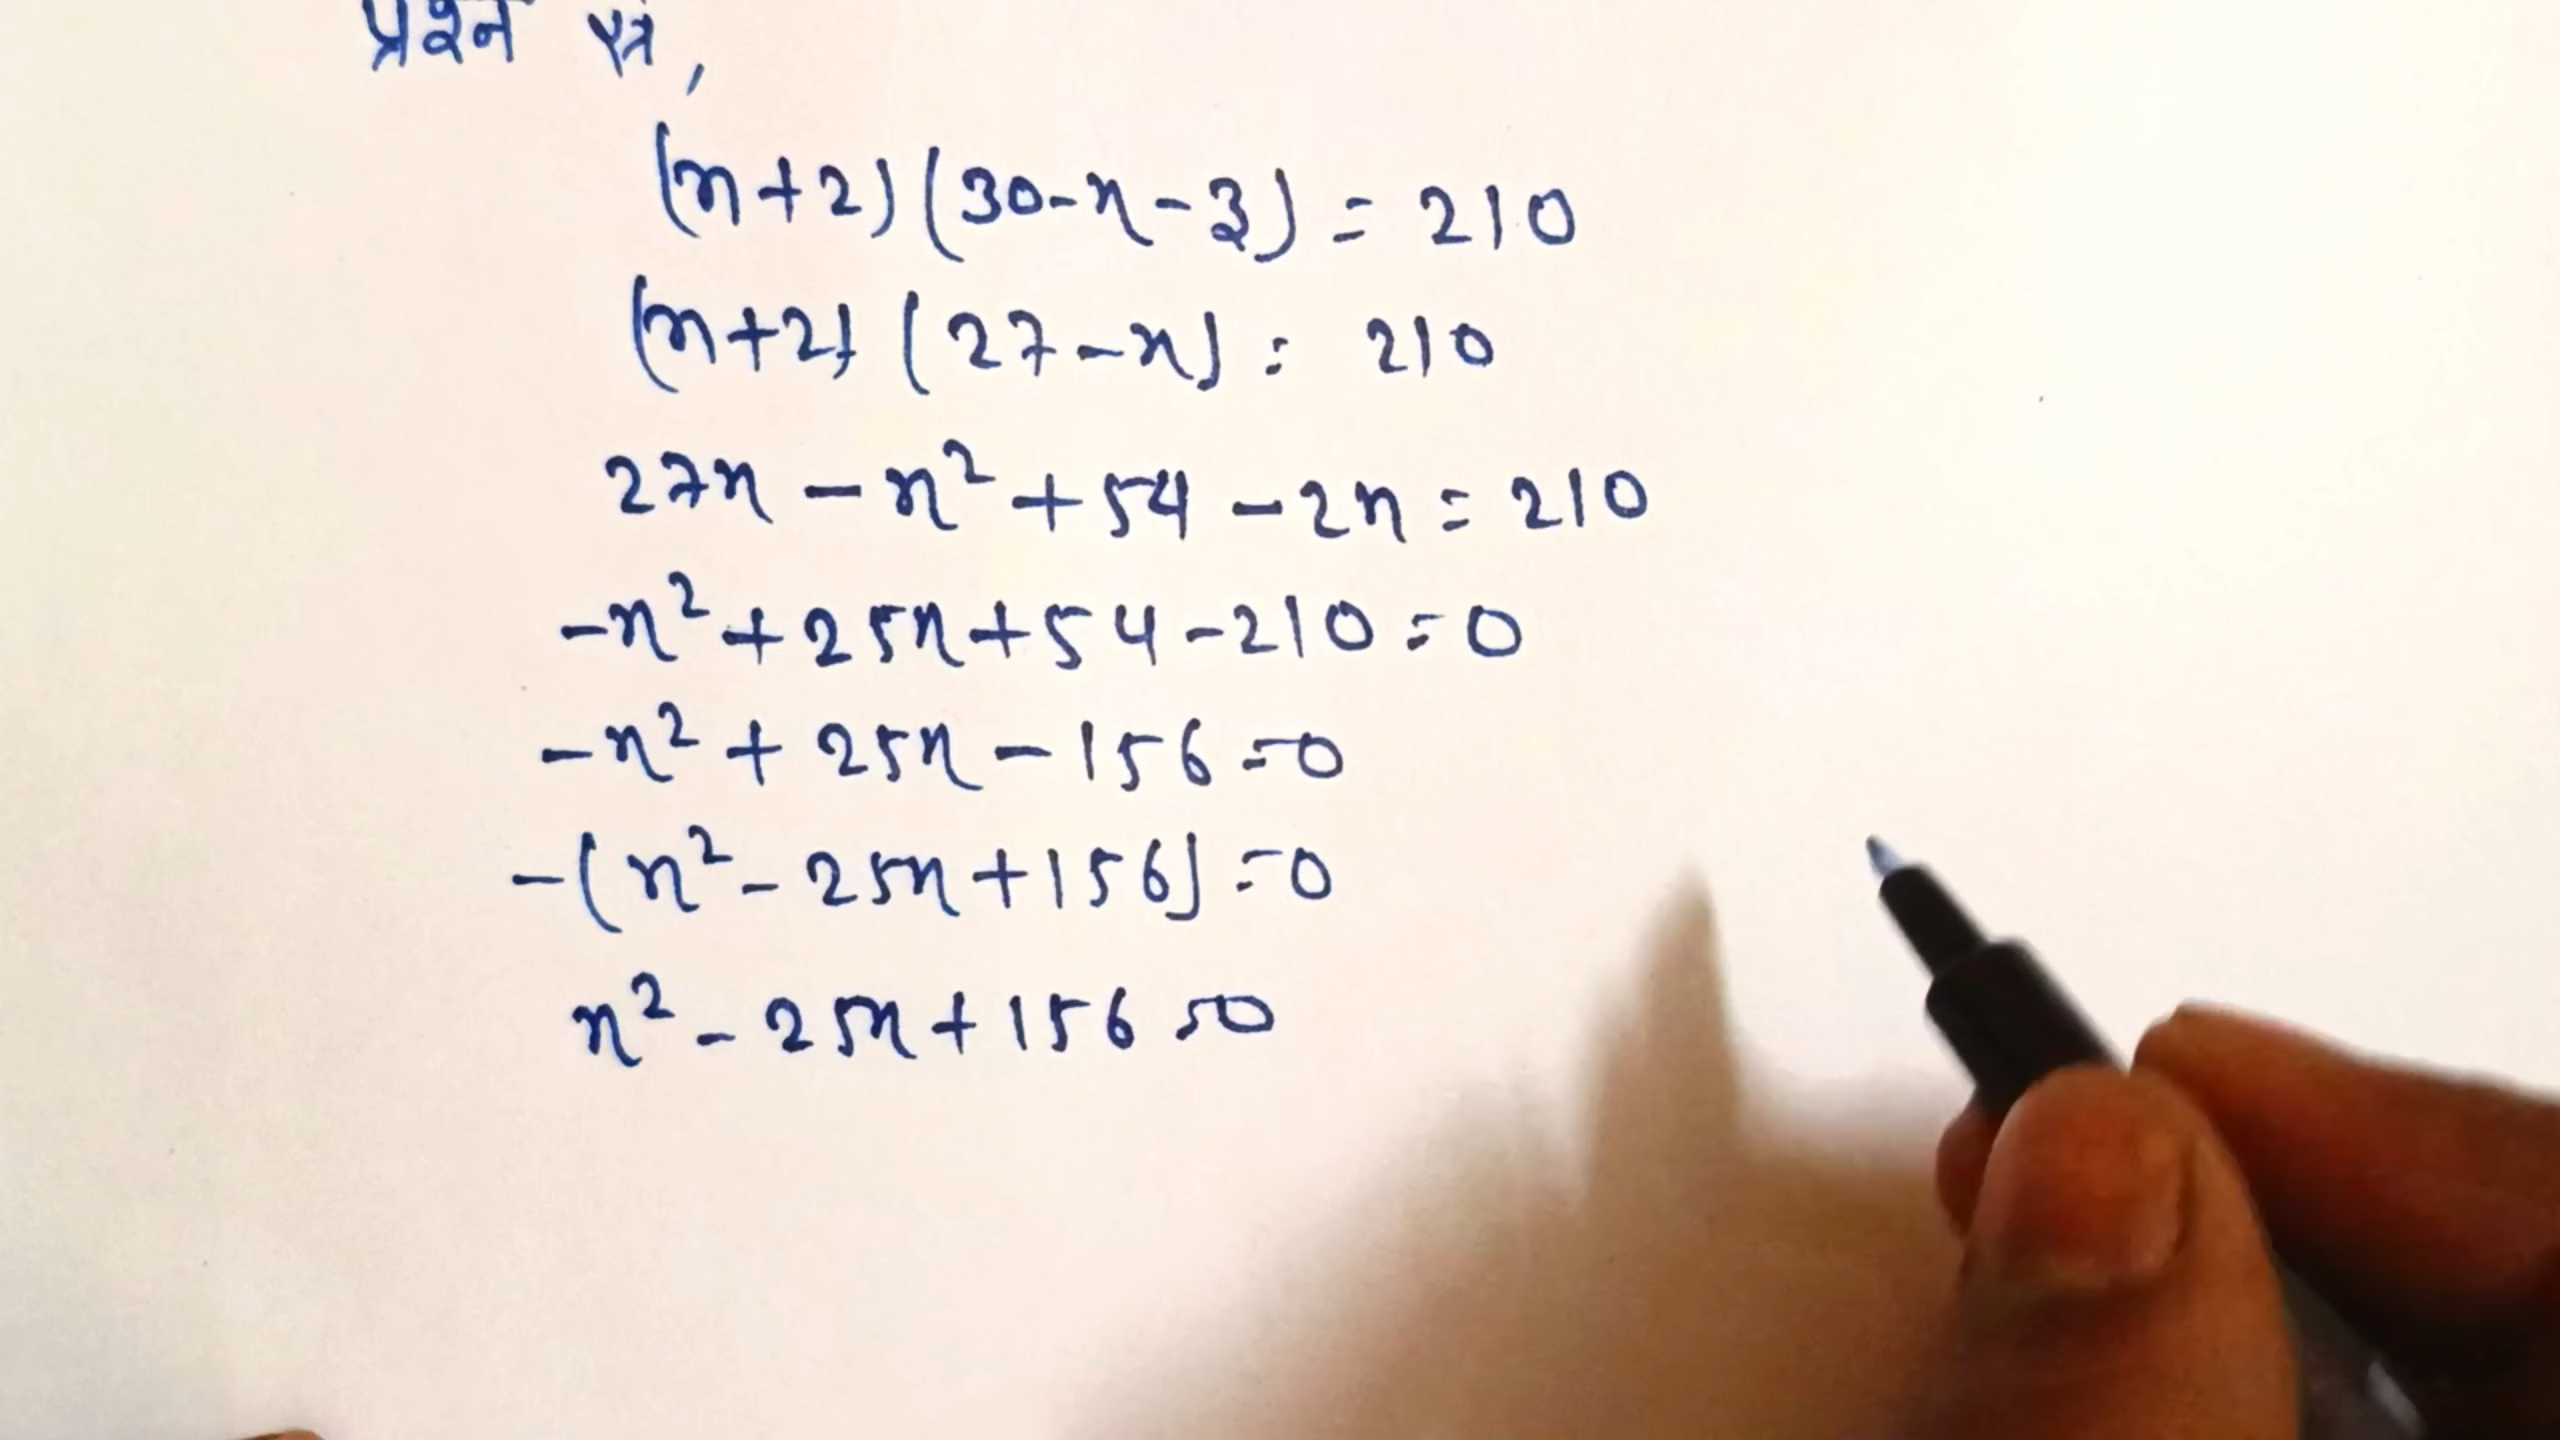 प्रश्न से,
(x+2)(30-x-3) = 210
(x+2) (27-x) = 210
27x - x² + 54 - 2x = 210
-x² + 25x + 54 - 210 = 0
-x² + 25x - 156 = 0
-(x² - 25x + 156) = 0
x² - 25x + 156 = 0